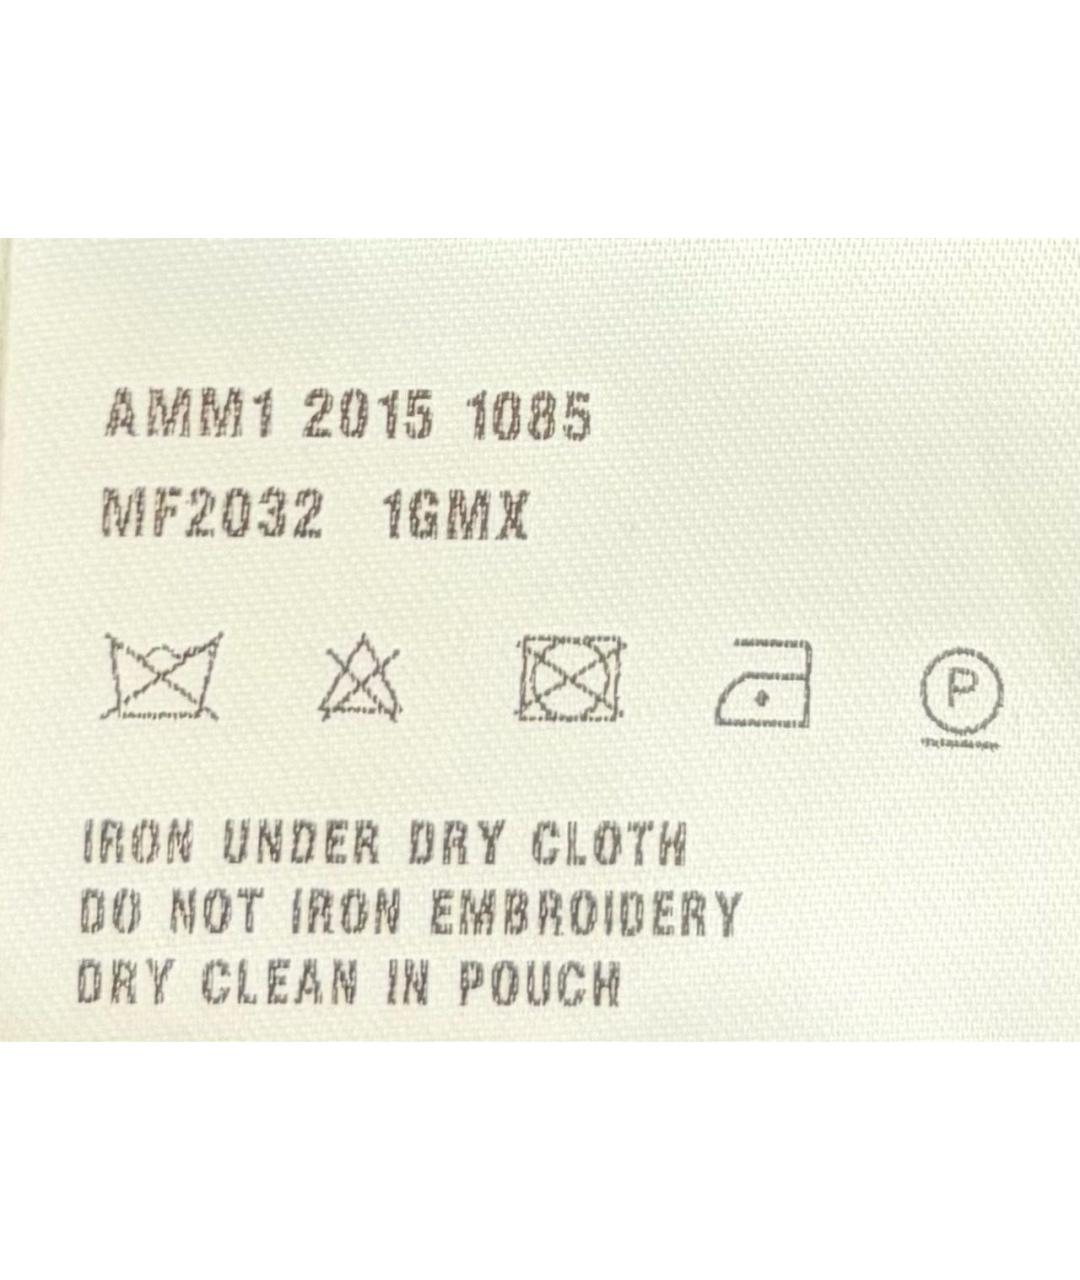 AMM1 2015 1085
MF2032 1GMX
P
IRON UNDER DRY CLOTH
DO NOT IRON EMBROIDERY
DRY CLEAN IN POUCH